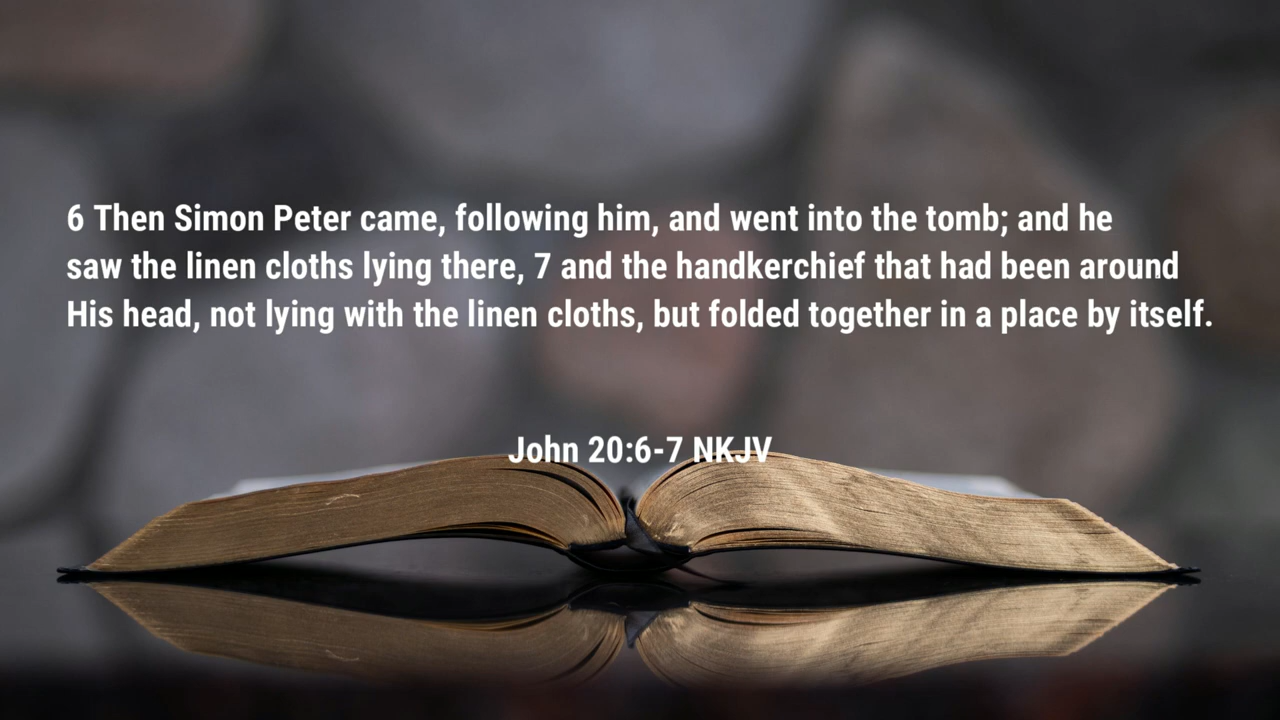 6 Then Simon Peter came, following him, and went into the tomb; and he
saw the linen cloths lying there, 7 and the handkerchief that had been around
His head, not lying with the linen cloths, but folded together in a place by itself.
John 20:6-7 NKJV